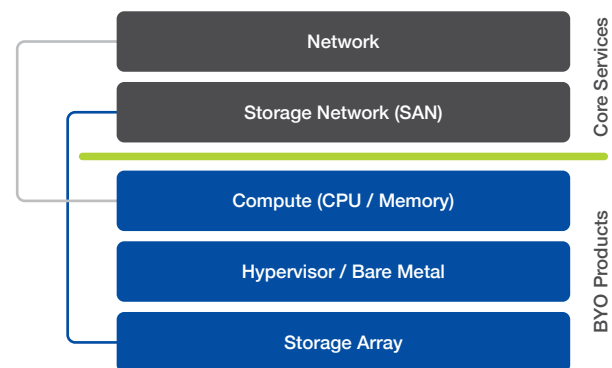 Network
Storage Network (SAN)
Core Services
Compute (CPU / Memory)
Hypervisor / Bare Metal
Storage Array
BYO Products